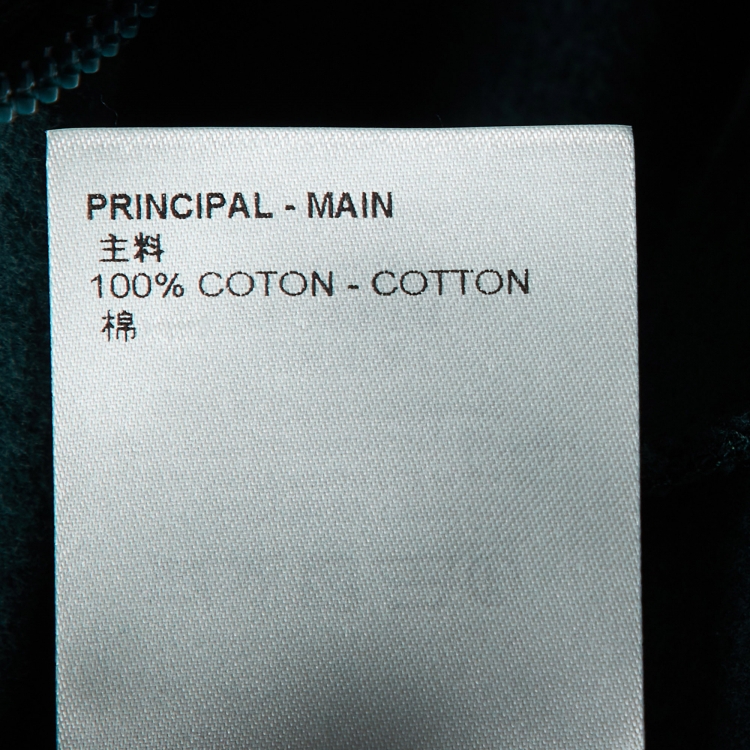 PRINCIPAL - MAIN
主料
100% COTON - COTTON
棉